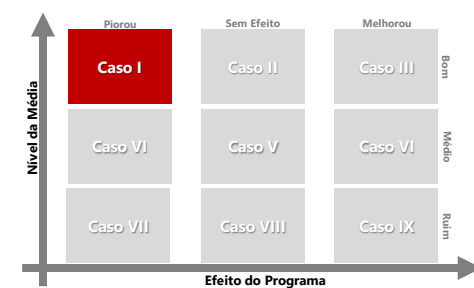 Piorou
Sem Efeito
Melhorou
Nível da Média
Caso I
Caso II
Caso III
Bom
Caso VI
Caso V
Caso VI
Médio
Caso VII
Caso VIII
Caso IX
Ruim
Efeito do Programa